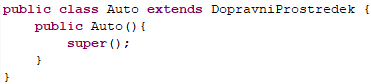 public class Auto extends DopravniProstredek {
    public Auto(){
        super();
    }
}